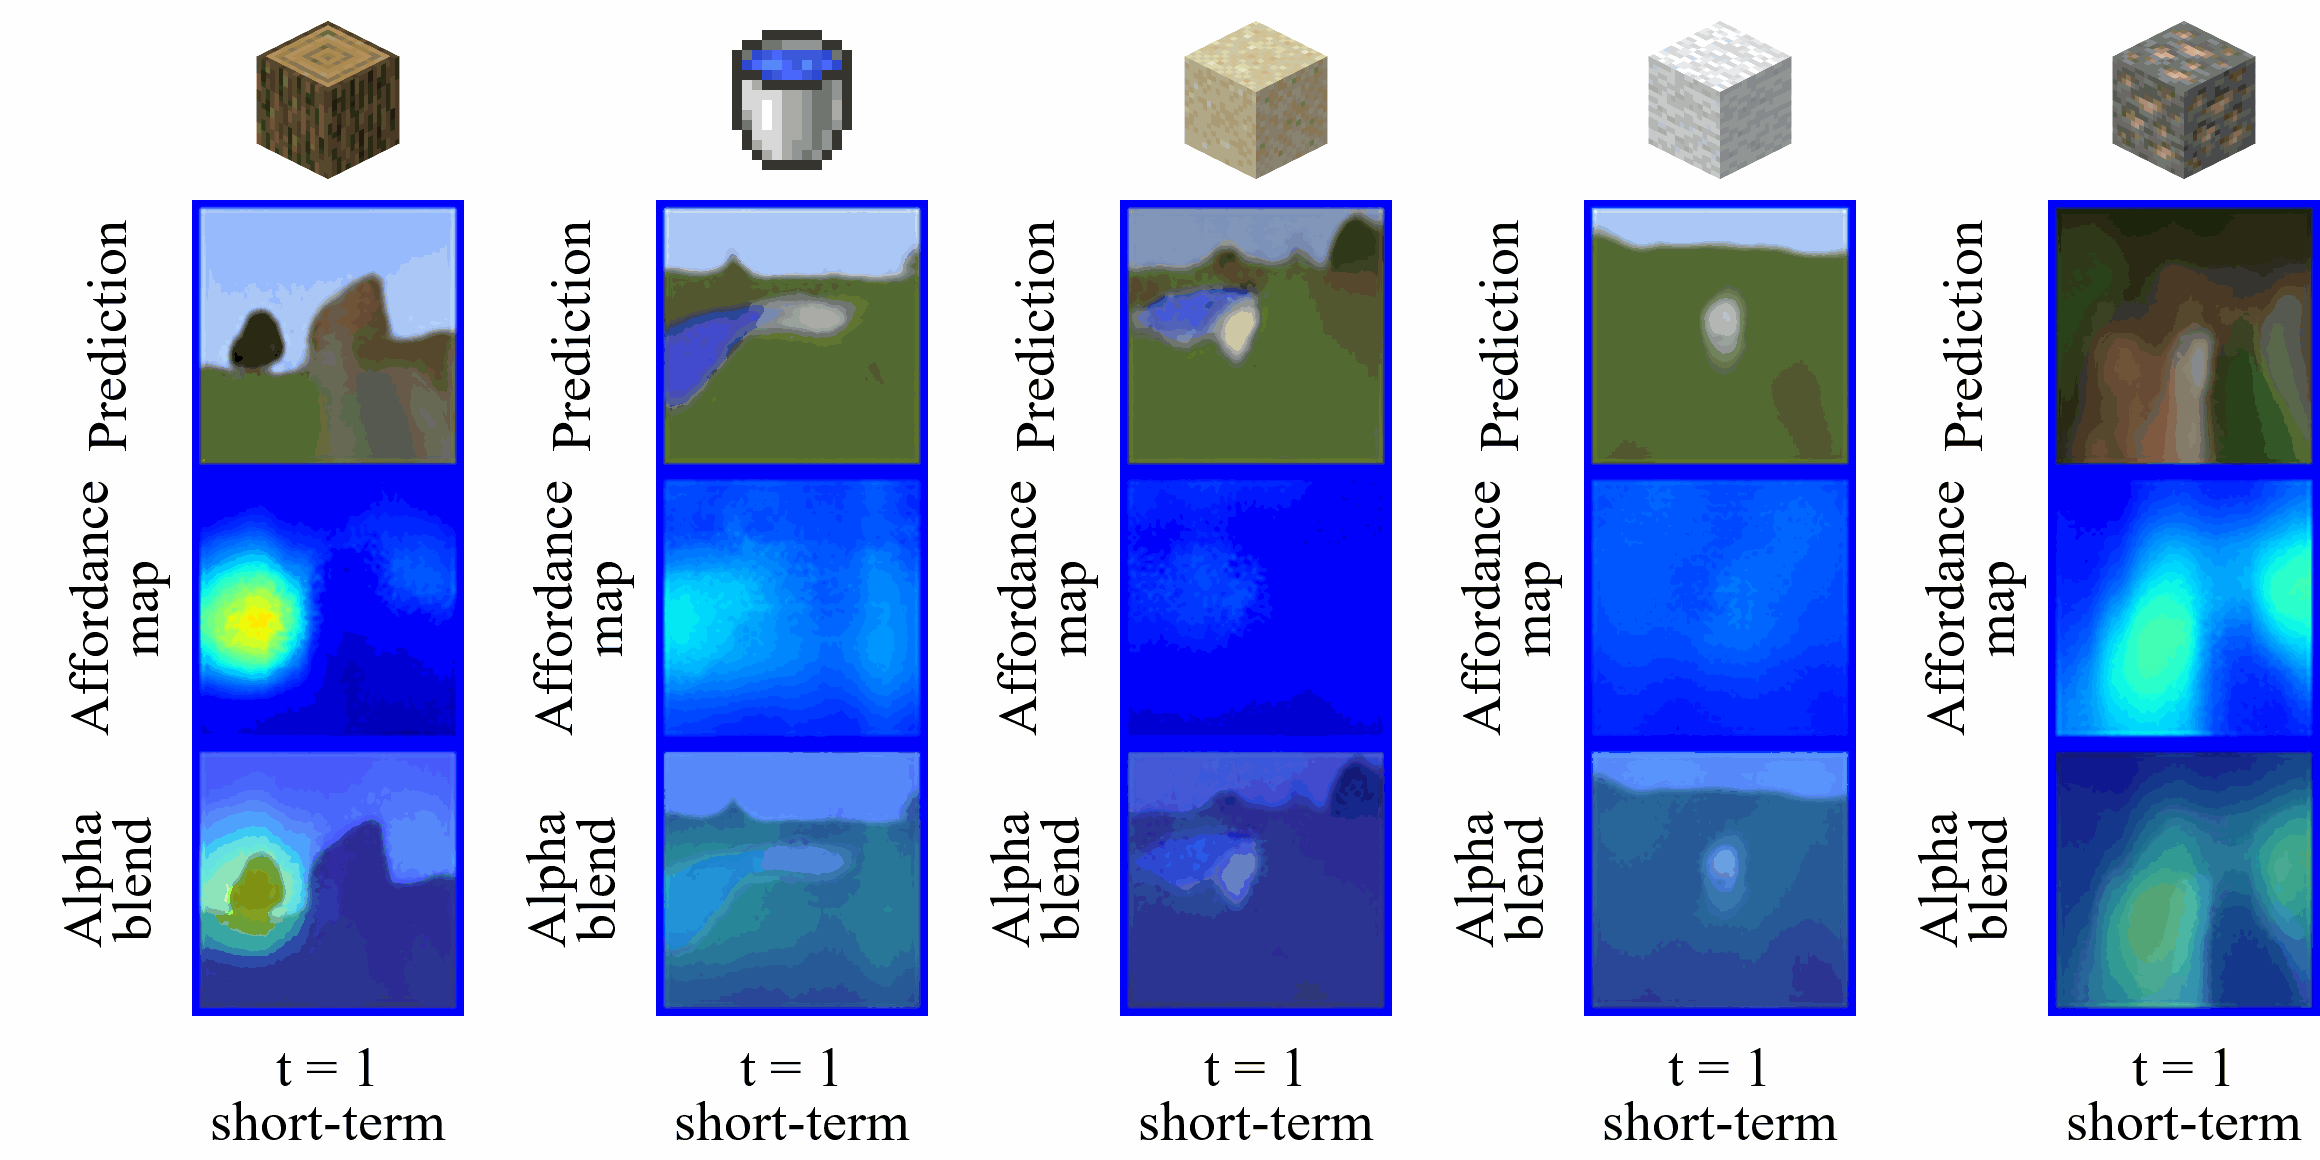 Prediction
Prediction
Prediction
Prediction
Prediction
Affordance
map
Affordance
map
Affordance
map
Affordance
map
Affordance
map
Alpha
blend
Alpha
blend
Alpha
blend
Alpha
blend
Alpha
blend
t = 1
short-term
t = 1
short-term
t = 1
short-term
t = 1
short-term
t = 1
short-term